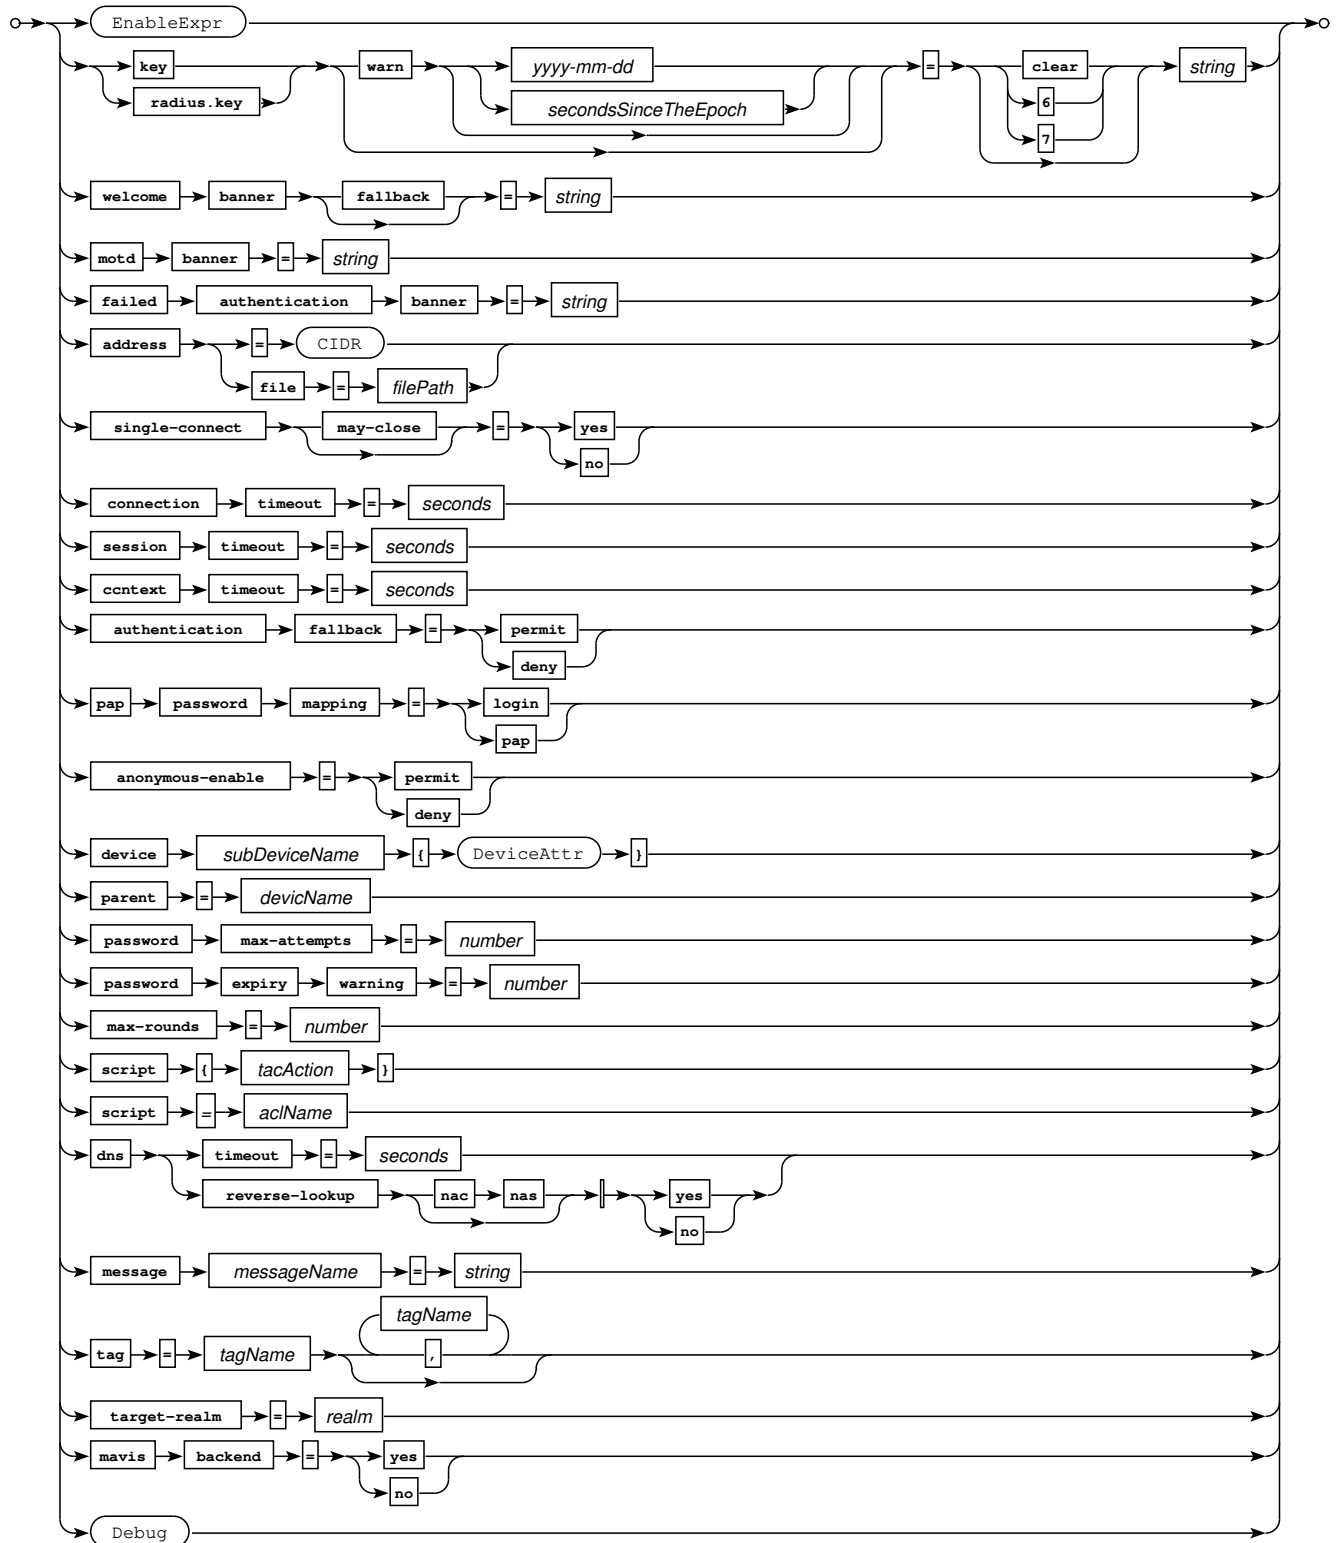 EnableExpr
key warn yyyy-mm-dd = clear string
radius.key secondsSinceTheEpoch 6
7
welcome banner fallback = string
motd banner = string
failed authentication banner = string
address = CIDR
file = filePath
single-connect may-close = yes
no
connection timeout = seconds
session timeout = seconds
ccntext timeout = seconds
authentication fallback = permit
deny
pap password mapping = login
pap
anonymous-enable = permit
deny
device subDeviceName { DeviceAttr }
parent = devicName
password max-attempts = number
password expiry warning = number
max-rounds = number
script { tacAction }
script = aclName
dns timeout = seconds
reverse-lookup nac nas | yes
no
message messageName = string
tagName
tag = tagName ,
target-realm = realm
mavis backend = yes
no
Debug